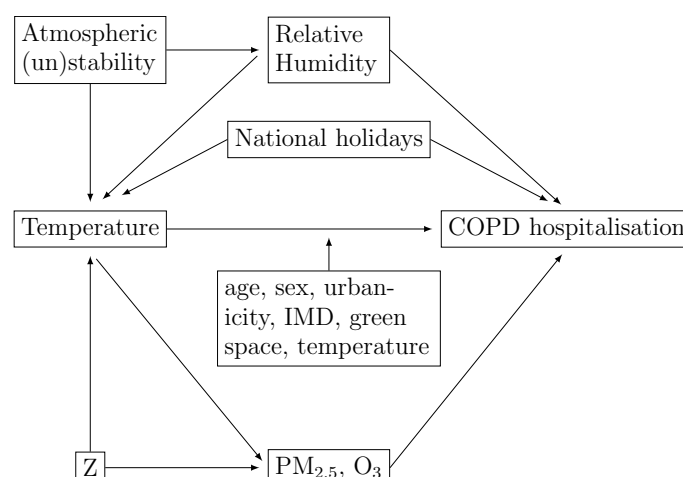 Atmospheric
(un)stability
Relative
Humidity
National holidays
Temperature
COPD hospitalisation
age, sex, urban-
icity, IMD, green
space, temperature
Z
PM₂.₅, O₃